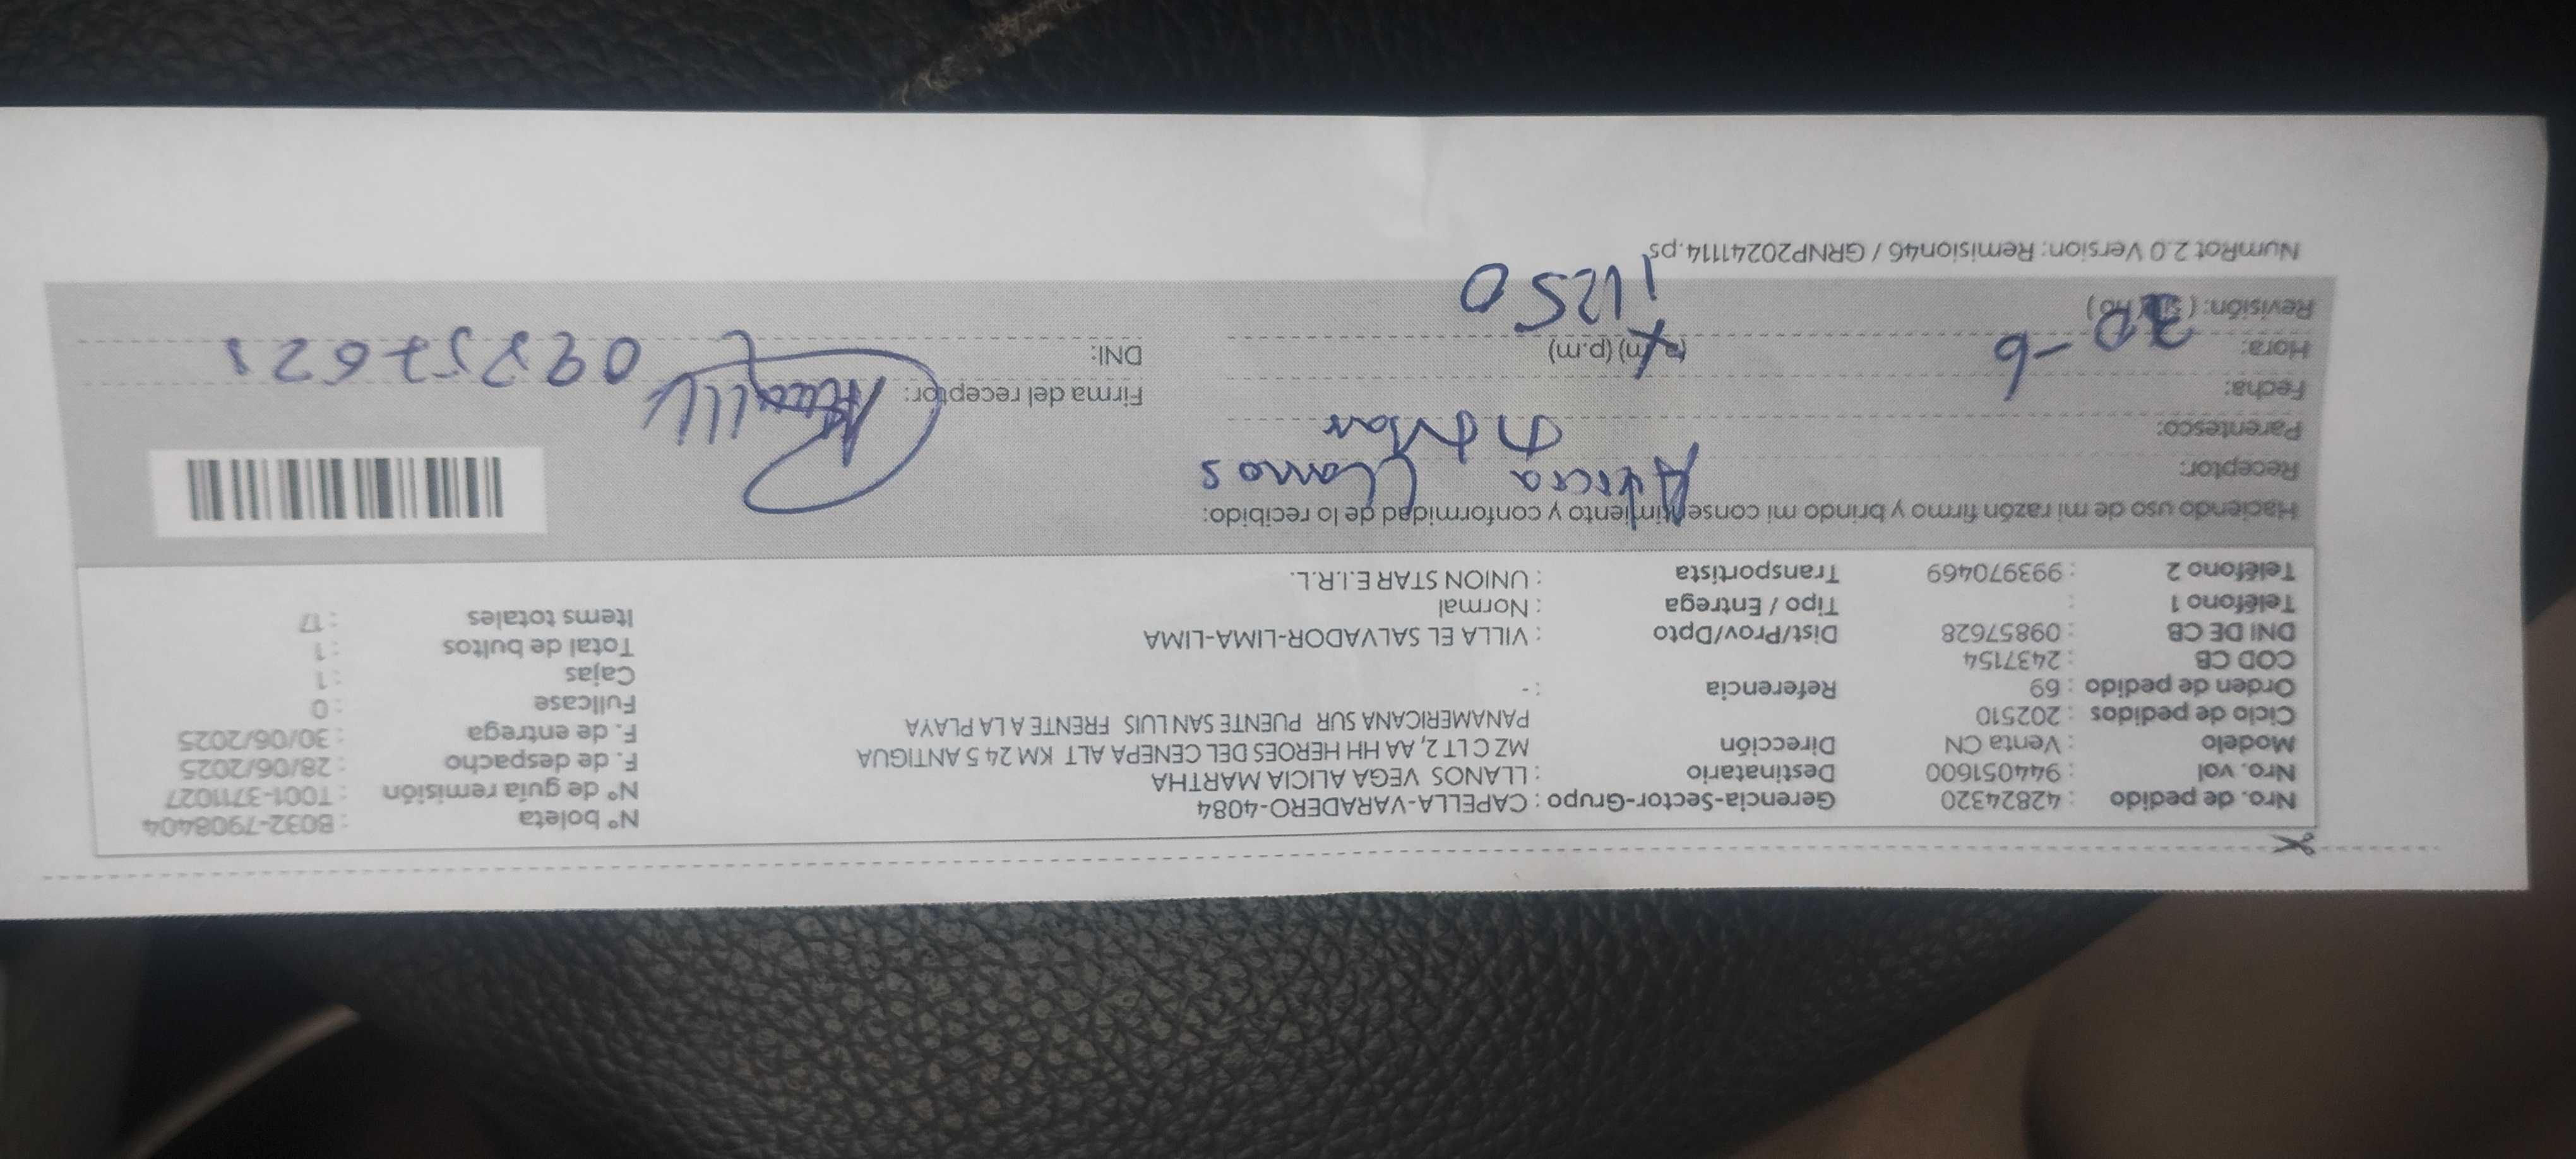 Nro. de pedido : 42824320 Gerencia-Sector-Grupo : CAPELLA-VARADERO-4084 N° boleta : B032-7908404
Nro. vol : 944051600 Destinatario : LLANOS VEGA ALICIA MARTHA N° de guía remisión : T001-3711027
Modelo : Venta CN Dirección MZ C LT 2, AA HH HEROES DEL CENEPA ALT KM 24 5 ANTIGUA F. de despacho : 28/06/2025
Ciclo de pedidos : 202510 PANAMERICANA SUR PUENTE SAN LUIS FRENTE A LA PLAYA F. de entrega : 30/06/2025
Orden de pedido : 69 Referencia : - Fullcase : 0
COD CB : 2437154 Cajas : 1
DNI DE CB : 09857628 Dist/Prov/Dpto : VILLA EL SALVADOR-LIMA-LIMA Total de bultos : 1
Teléfono 1 : Tipo / Entrega : Normal Items totales : 17
Teléfono 2 : 993970469 Transportista : UNION STAR E.I.R.L.
Haciendo uso de mi razón firmo y brindo mi consentimiento y conformidad de lo recibido:
Receptor: Alicia Llanos
Parentesco:
Fecha: 30-6 Firma del receptor:
Hora: (a.m) (p.m) DNI:
Revisión: ( si ) ( no ) 1250
NumRot 2.0 Version: Remision46 / GRNP20241114.ps